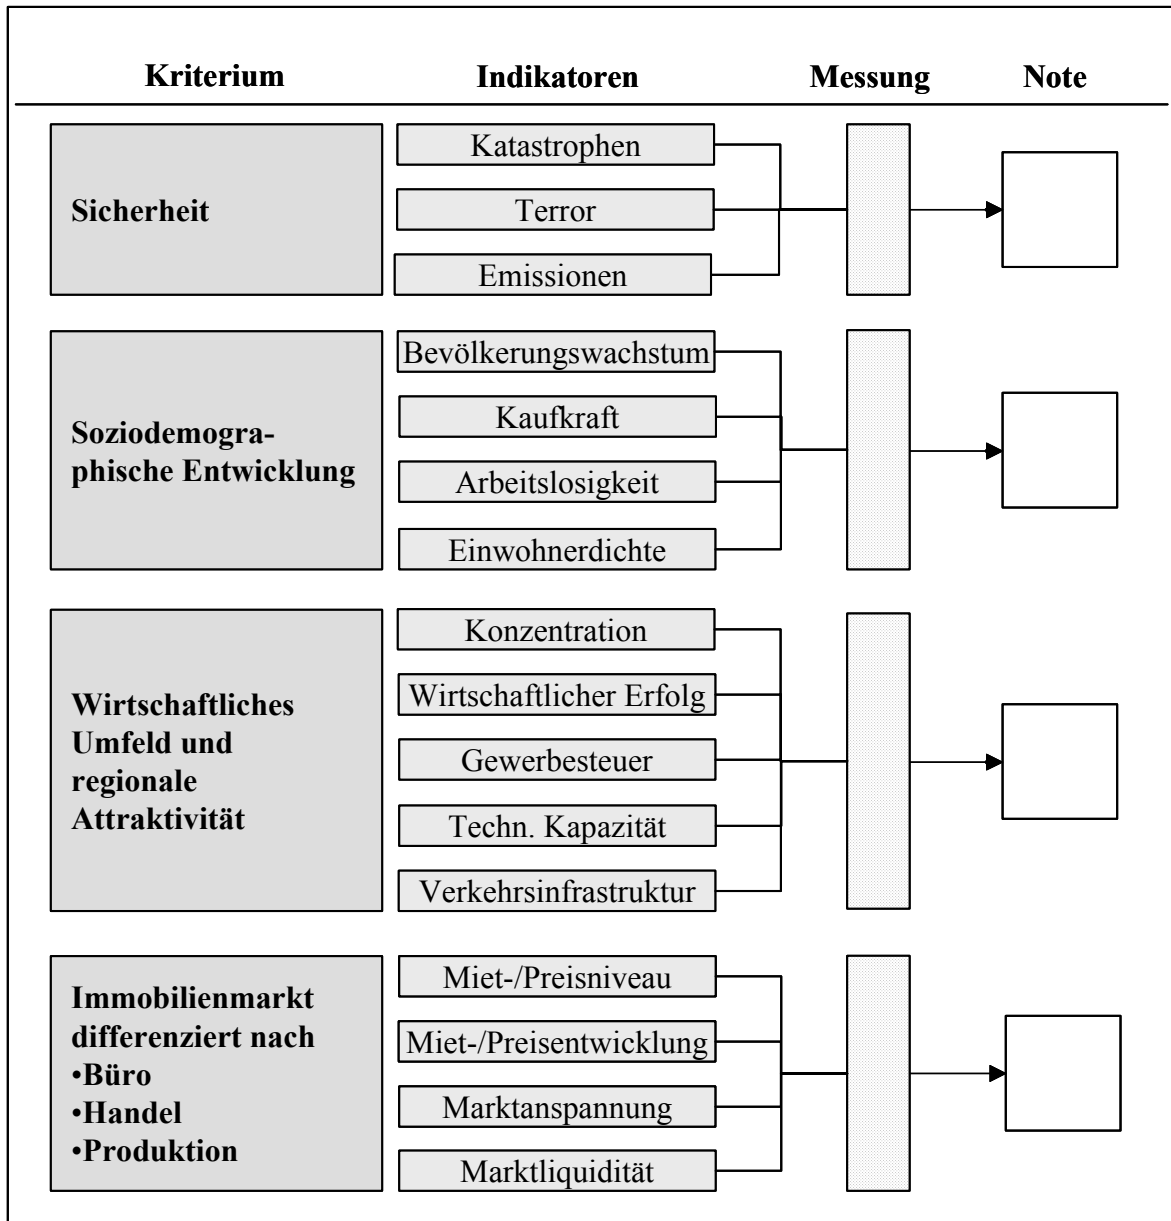 Kriterium Indikatoren Messung Note
Sicherheit
Katastrophen
Terror
Emissionen
Soziodemogra-
phische Entwicklung
Bevölkerungswachstum
Kaufkraft
Arbeitslosigkeit
Einwohnerdichte
Wirtschaftliches
Umfeld und
regionale
Attraktivität
Konzentration
Wirtschaftlicher Erfolg
Gewerbesteuer
Techn. Kapazität
Verkehrsinfrastruktur
Immobilienmarkt
differenziert nach
•Büro
•Handel
•Produktion
Miet-/Preisniveau
Miet-/Preisentwicklung
Marktanspannung
Marktliquidität